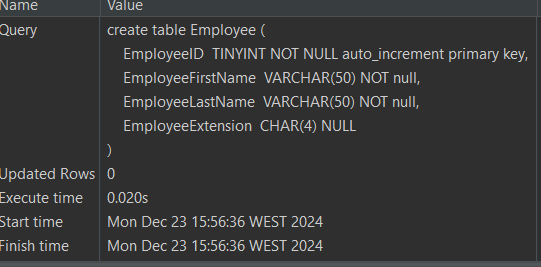 Name Value
Query create table Employee (
EmployeeID  TINYINT NOT NULL auto_increment primary key,
EmployeeFirstName  VARCHAR(50) NOT null,
EmployeeLastName  VARCHAR(50) NOT null,
EmployeeExtension  CHAR(4) NULL
)
Updated Rows 0
Execute time 0.020s
Start time Mon Dec 23 15:56:36 WEST 2024
Finish time Mon Dec 23 15:56:36 WEST 2024